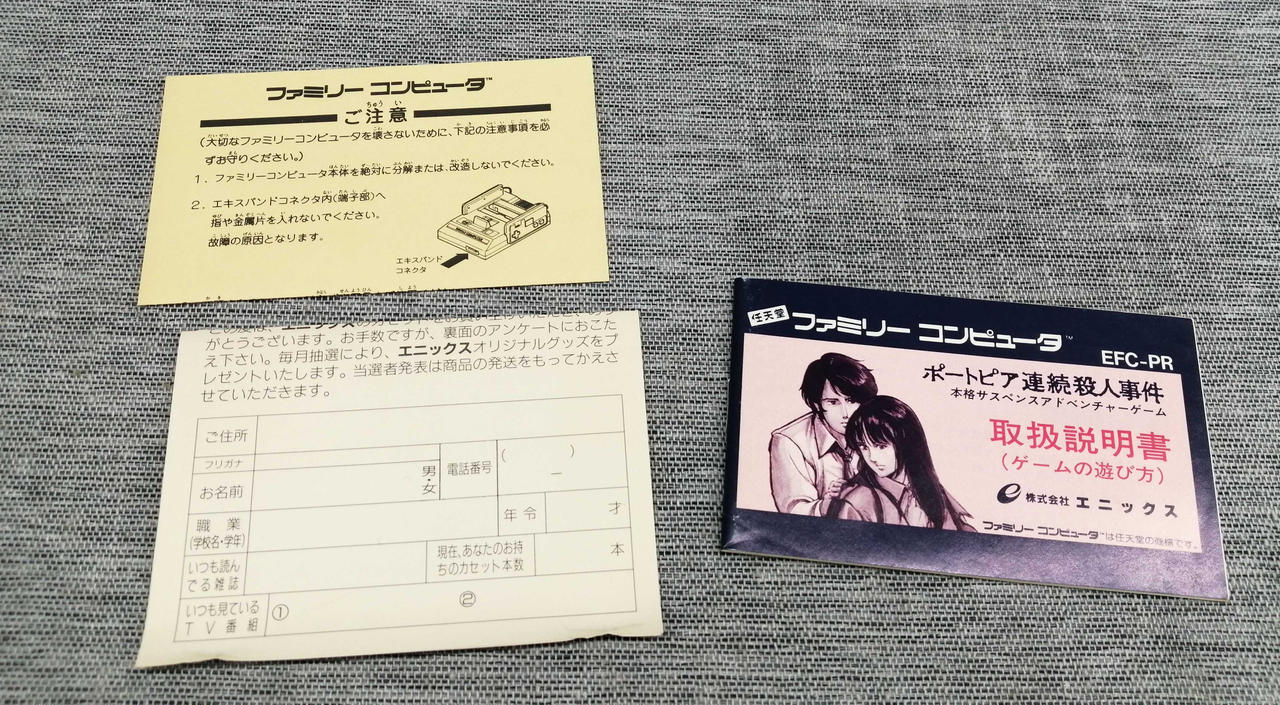 ファミリー コンピュータ™
ご注意
(大切なファミリーコンピュータを壊さないために、下記の注意事項を必
ずお守りください。)
1. ファミリーコンピュータ本体を絶対に分解または、改造しないでください。
2. エキスパンドコネクタ内(端子部)へ
指や金属片を入れないでください。
故障の原因となります。
エキスパンド
コネクタ
がとうございます。お手数ですが、裏面のアンケートにおこた
え下さい。毎月抽選により、エニックスオリジナルグッズをプ
レゼントいたします。当選者発表は商品の発送をもってかえさ
せていただきます。
ご住所
フリガナ
お名前
男・女
電話番号
( )
—
職業
(学校名・学年)
年令
才
いつも読ん
でる雑誌
現在、あなたのお持
ちのカセット本数
本
いつも見ている
TV番組
①
②
任天堂
ファミリー コンピュータ™
EFC-PR
ポートピア連続殺人事件
本格サスペンスアドベンチャーゲーム
取扱説明書
(ゲームの遊び方)
e 株式会社 エニックス
ファミリー コンピュータ™は任天堂の商標です。